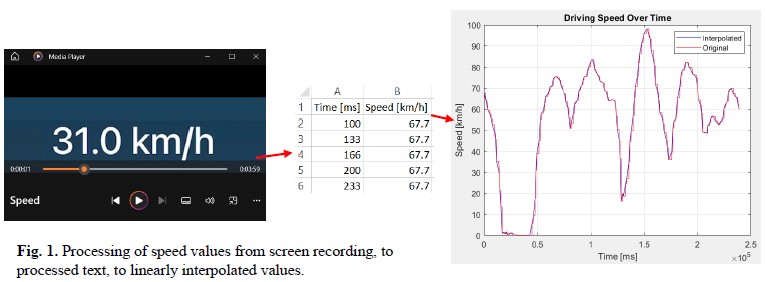 Media Player
31.0 km/h
0:00:01
0:03:59
Speed
A B
1 Time [ms] Speed [km/h]
2 100 67.7
3 133 67.7
4 166 67.7
5 200 67.7
6 233 67.7
Driving Speed Over Time
Interpolated
Original
100
90
80
70
60
50
40
30
20
10
0
Speed [km/h]
0 0.5 1 1.5 2 2.5
Time [ms]
×10⁵
Fig. 1. Processing of speed values from screen recording, to
processed text, to linearly interpolated values.